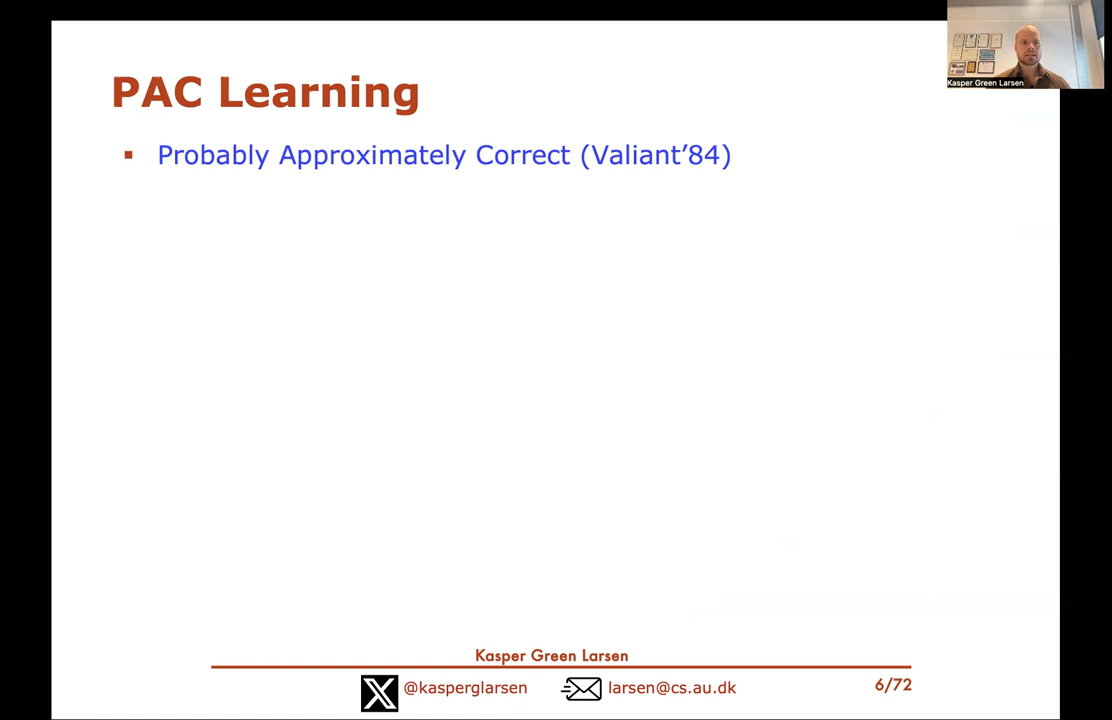 PAC Learning
▪ Probably Approximately Correct (Valiant’84)
Kasper Green Larsen
Kasper Green Larsen
@kasperglarsen
larsen@cs.au.dk
6/72